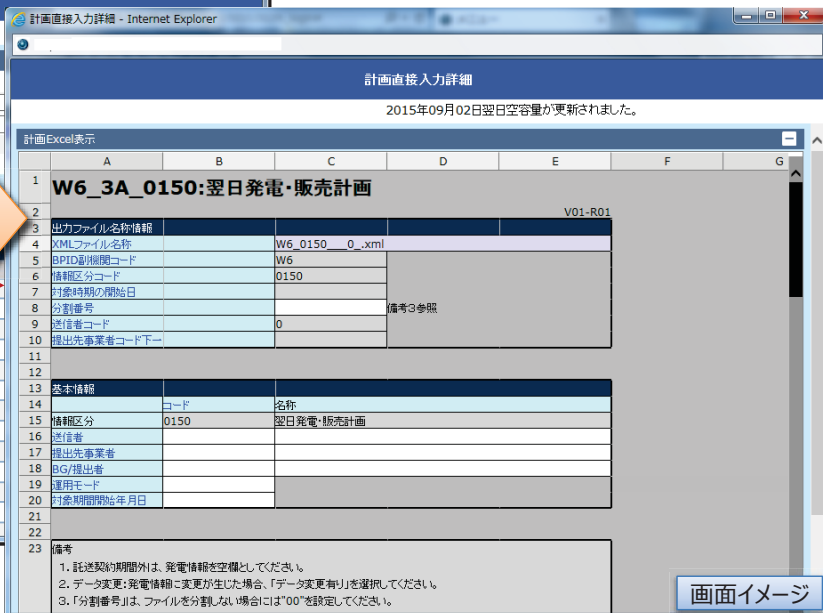 計画直接入力詳細 - Internet Explorer
計画直接入力詳細
2015年09月02日翌日空容量が更新されました。
計画Excel表示
A B C D E F G
1 W6_3A_0150:翌日発電・販売計画
2 V01-R01
3 出力ファイル名称情報
4 XMLファイル名称 W6_0150___0_.xml
5 BPID副機関コード W6
6 情報区分コード 0150
7 対象時期の開始日
8 分割番号 備考3参照
9 送信者コード 0
10 提出先事業者コード下一
11
12
13 基本情報
14 コード 名称
15 情報区分 0150 翌日発電・販売計画
16 送信者
17 提出先事業者
18 BG/提出者
19 運用モード
20 対象期間開始年月日
21
22
23 備考
1. 託送契約期間外は、発電情報を空欄としてください。
2. データ変更:発電情報に変更が生じた場合、「データ変更有り」を選択してください。
3. 「分割番号」は、ファイルを分割しない場合には"00"を設定してください。
画面イメージ